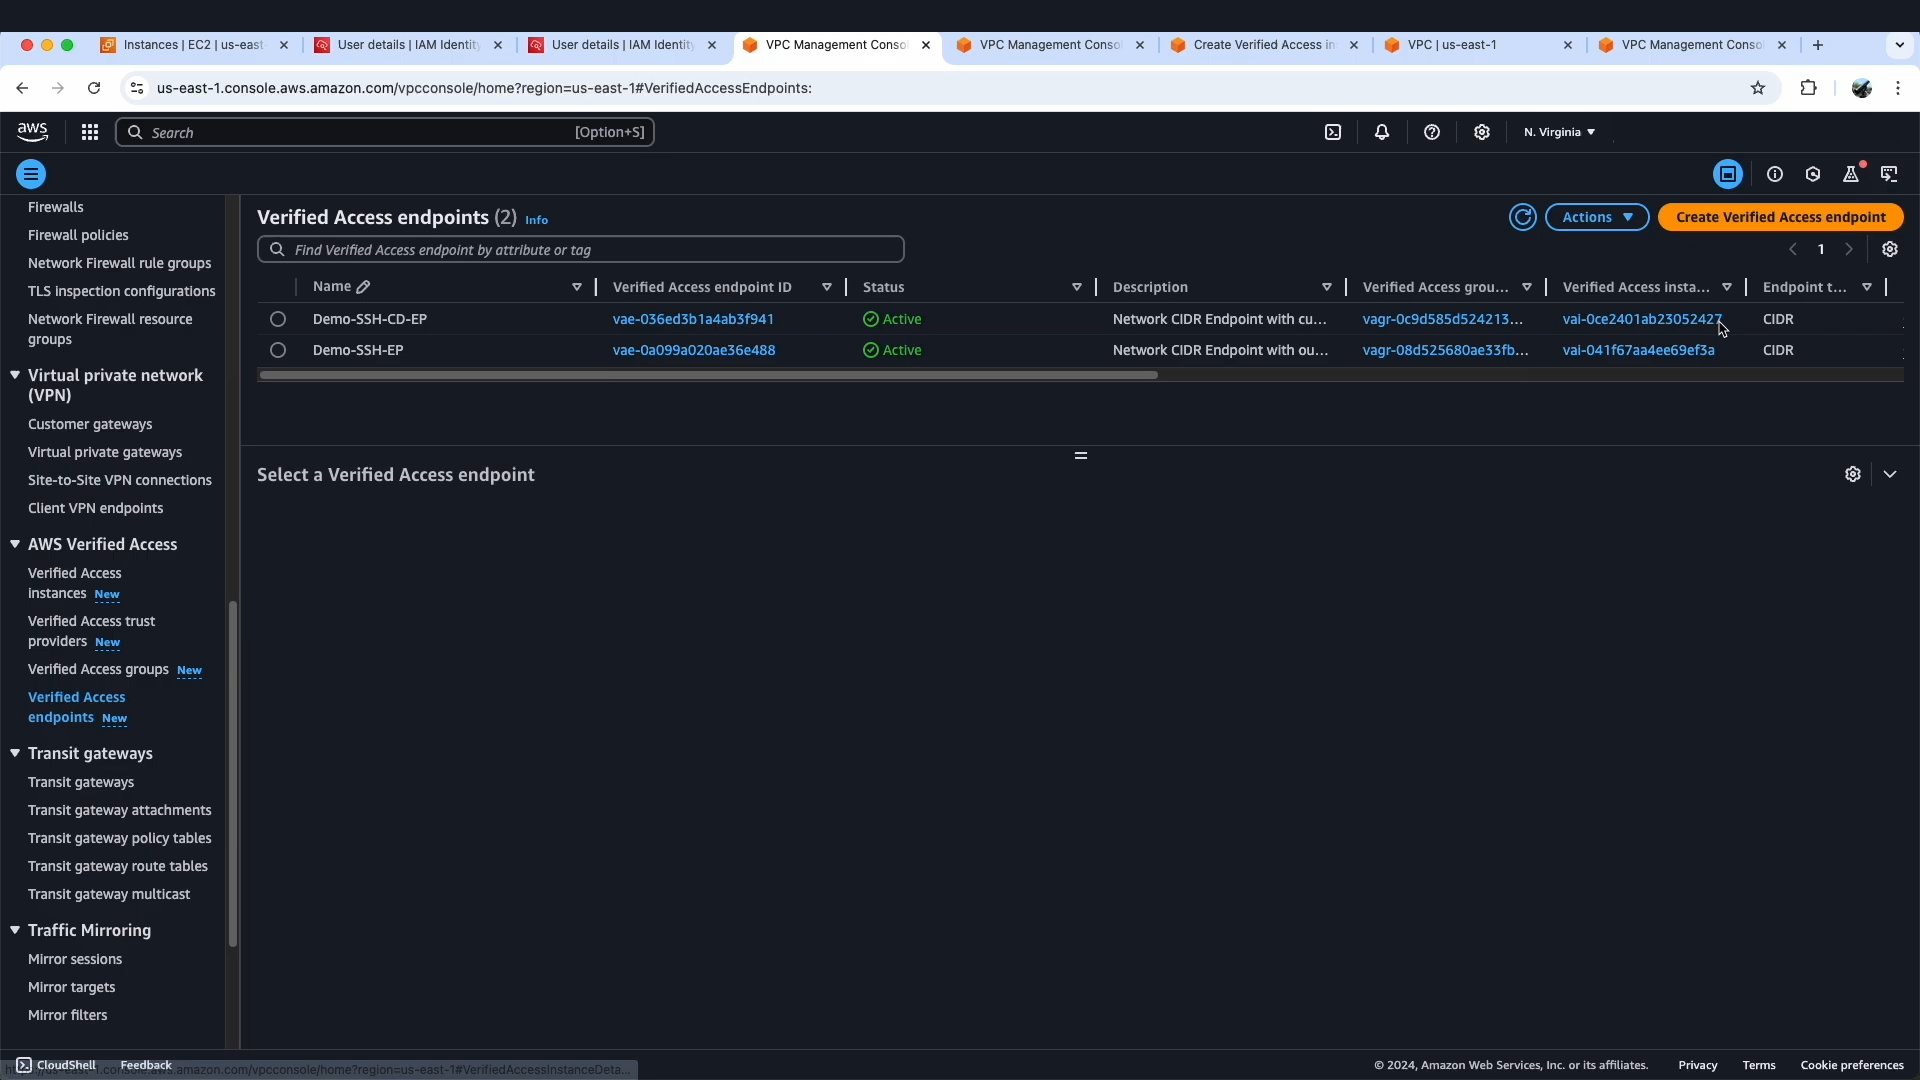 Instances | EC2 | us-east-
User details | IAM Identity
User details | IAM Identity
VPC Management Consol
VPC Management Consol
Create Verified Access in
VPC | us-east-1
VPC Management Consol
us-east-1.console.aws.amazon.com/vpcconsole/home?region=us-east-1#VerifiedAccessEndpoints:
aws
Search
[Option+S]
N. Virginia
Firewalls
Firewall policies
Network Firewall rule groups
TLS inspection configurations
Network Firewall resource
groups
Virtual private network
(VPN)
Customer gateways
Virtual private gateways
Site-to-Site VPN connections
Client VPN endpoints
AWS Verified Access
Verified Access
instances New
Verified Access trust
providers New
Verified Access groups New
Verified Access
endpoints New
Transit gateways
Transit gateways
Transit gateway attachments
Transit gateway policy tables
Transit gateway route tables
Transit gateway multicast
Traffic Mirroring
Mirror sessions
Mirror targets
Mirror filters
Verified Access endpoints (2) Info
Actions
Create Verified Access endpoint
Find Verified Access endpoint by attribute or tag
1
Name
Verified Access endpoint ID
Status
Description
Verified Access grou...
Verified Access insta...
Endpoint t...
Demo-SSH-CD-EP
vae-036ed3b1a4ab3f941
Active
Network CIDR Endpoint with cu...
vagr-0c9d585d524213...
vai-0ce2401ab23052427
CIDR
Demo-SSH-EP
vae-0a099a020ae36e488
Active
Network CIDR Endpoint with ou...
vagr-08d525680ae33fb...
vai-041f67aa4ee69ef3a
CIDR
Select a Verified Access endpoint
CloudShell
Feedback
© 2024, Amazon Web Services, Inc. or its affiliates.
Privacy
Terms
Cookie preferences